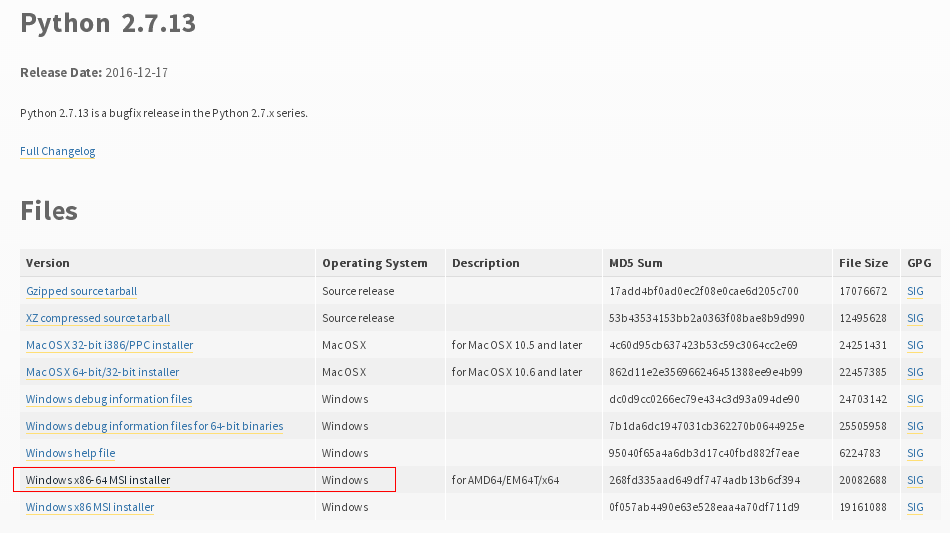 Python 2.7.13
Release Date: 2016-12-17
Python 2.7.13 is a bugfix release in the Python 2.7.x series.
Full Changelog
Files
Version Operating System Description MD5 Sum File Size GPG
Gzipped source tarball Source release 17add4bf0ad0ec2f08e0cae6d205c700 17076672 SIG
XZ compressed source tarball Source release 53b43534153bb2a0363f08bae8b9d990 12495628 SIG
Mac OS X 32-bit i386/PPC installer Mac OS X for Mac OS X 10.5 and later 4c60d95cb637423b53c59c3064cc2e69 24251431 SIG
Mac OS X 64-bit/32-bit installer Mac OS X for Mac OS X 10.6 and later 862d11e2e356966246451388ee9e4b99 22457385 SIG
Windows debug information files Windows dc0d9cc0266ec79e434c3d93a094de90 24703142 SIG
Windows debug information files for 64-bit binaries Windows 7b1da6dc1947031cb362270b0644925e 25505958 SIG
Windows help file Windows 95040f65a4a6db3d17c40fbd882f7eae 6224783 SIG
Windows x86-64 MSI installer Windows for AMD64/EM64T/x64 268fd335aad649df7474adb13b6cf394 20082688 SIG
Windows x86 MSI installer Windows 0f057ab4490e63e528eaa4a70df711d9 19161088 SIG